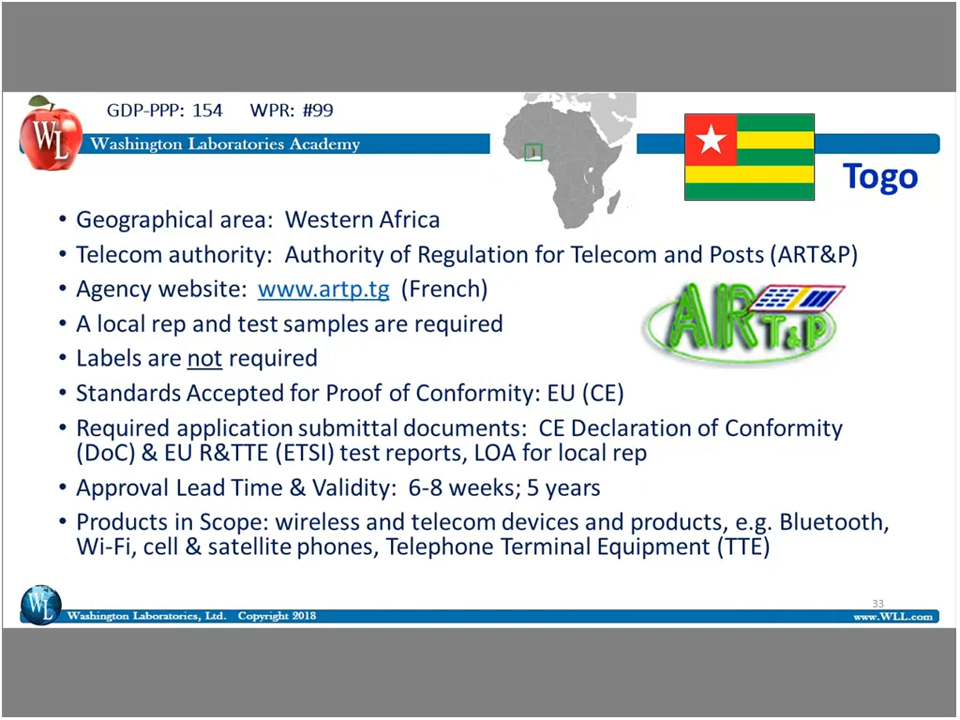 GDP-PPP: 154 WPR: #99
WL
Washington Laboratories Academy
Togo
• Geographical area: Western Africa
• Telecom authority: Authority of Regulation for Telecom and Posts (ART&P)
• Agency website: www.artp.tg (French)
• A local rep and test samples are required
• Labels are not required
• Standards Accepted for Proof of Conformity: EU (CE)
• Required application submittal documents: CE Declaration of Conformity
(DoC) & EU R&TTE (ETSI) test reports, LOA for local rep
• Approval Lead Time & Validity: 6-8 weeks; 5 years
• Products in Scope: wireless and telecom devices and products, e.g. Bluetooth,
Wi-Fi, cell & satellite phones, Telephone Terminal Equipment (TTE)
ART&P
WL
Washington Laboratories, Ltd. Copyright 2018
33
www.WLL.com